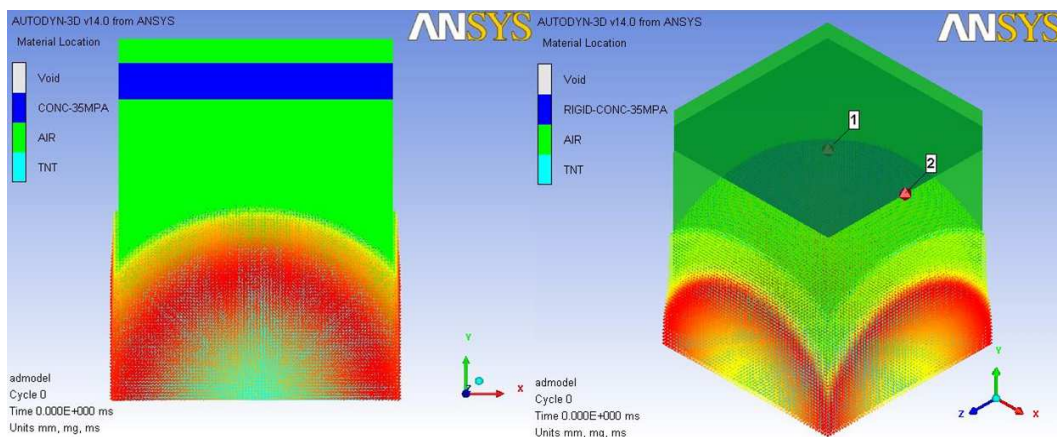 AUTODYN-3D v14.0 from ANSYS
ANSYS
Material Location
Void
CONC-35MPA
AIR
TNT
Y
Z
X
admodel
Cycle 0
Time 0.000E+000 ms
Units mm, mg, ms
AUTODYN-3D v14.0 from ANSYS
ANSYS
Material Location
Void
RIGID-CONC-35MPA
AIR
TNT
1
2
Y
Z
X
admodel
Cycle 0
Time 0.000E+000 ms
Units mm, mg, ms